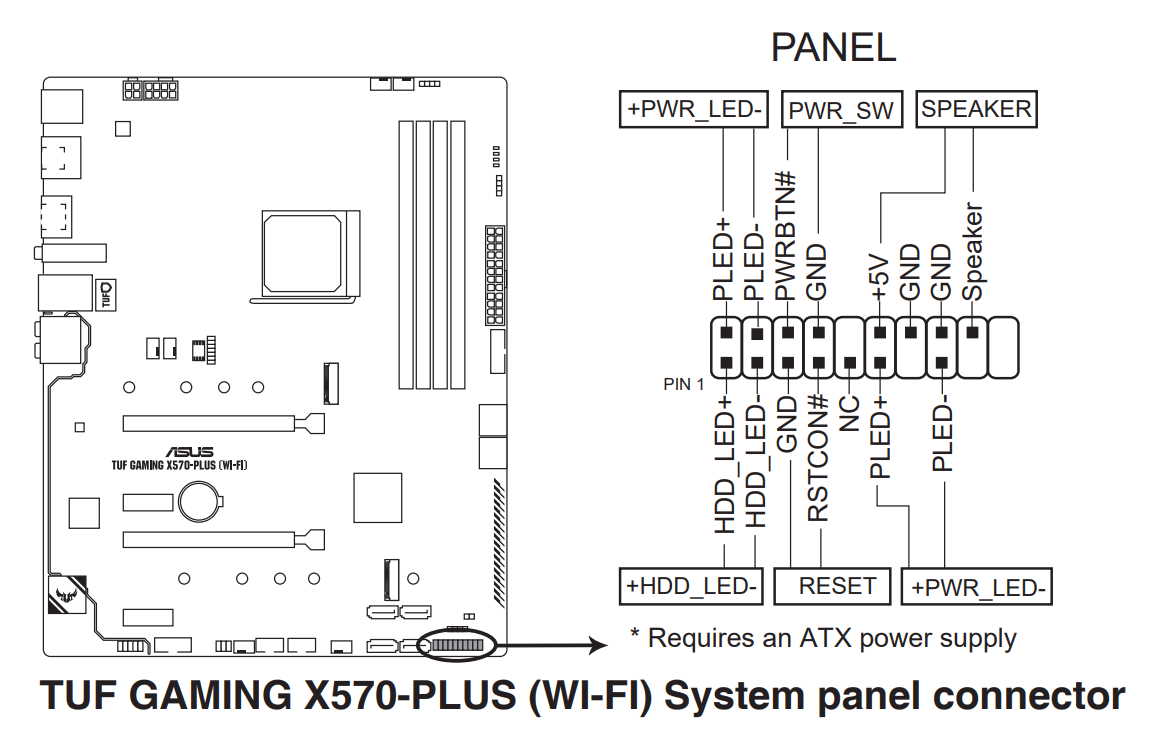 PANEL
+PWR_LED-
PWR_SW
SPEAKER
PLED+
PLED-
PWRBTN#
GND
+5V
GND
GND
Speaker
PIN 1
HDD_LED+
HDD_LED-
GND
RSTCON#
NC
PLED+
PLED-
+HDD_LED-
RESET
+PWR_LED-
* Requires an ATX power supply
TUF
ASUS
TUF GAMING X570-PLUS (WI-FI)
TUF GAMING X570-PLUS (WI-FI) System panel connector